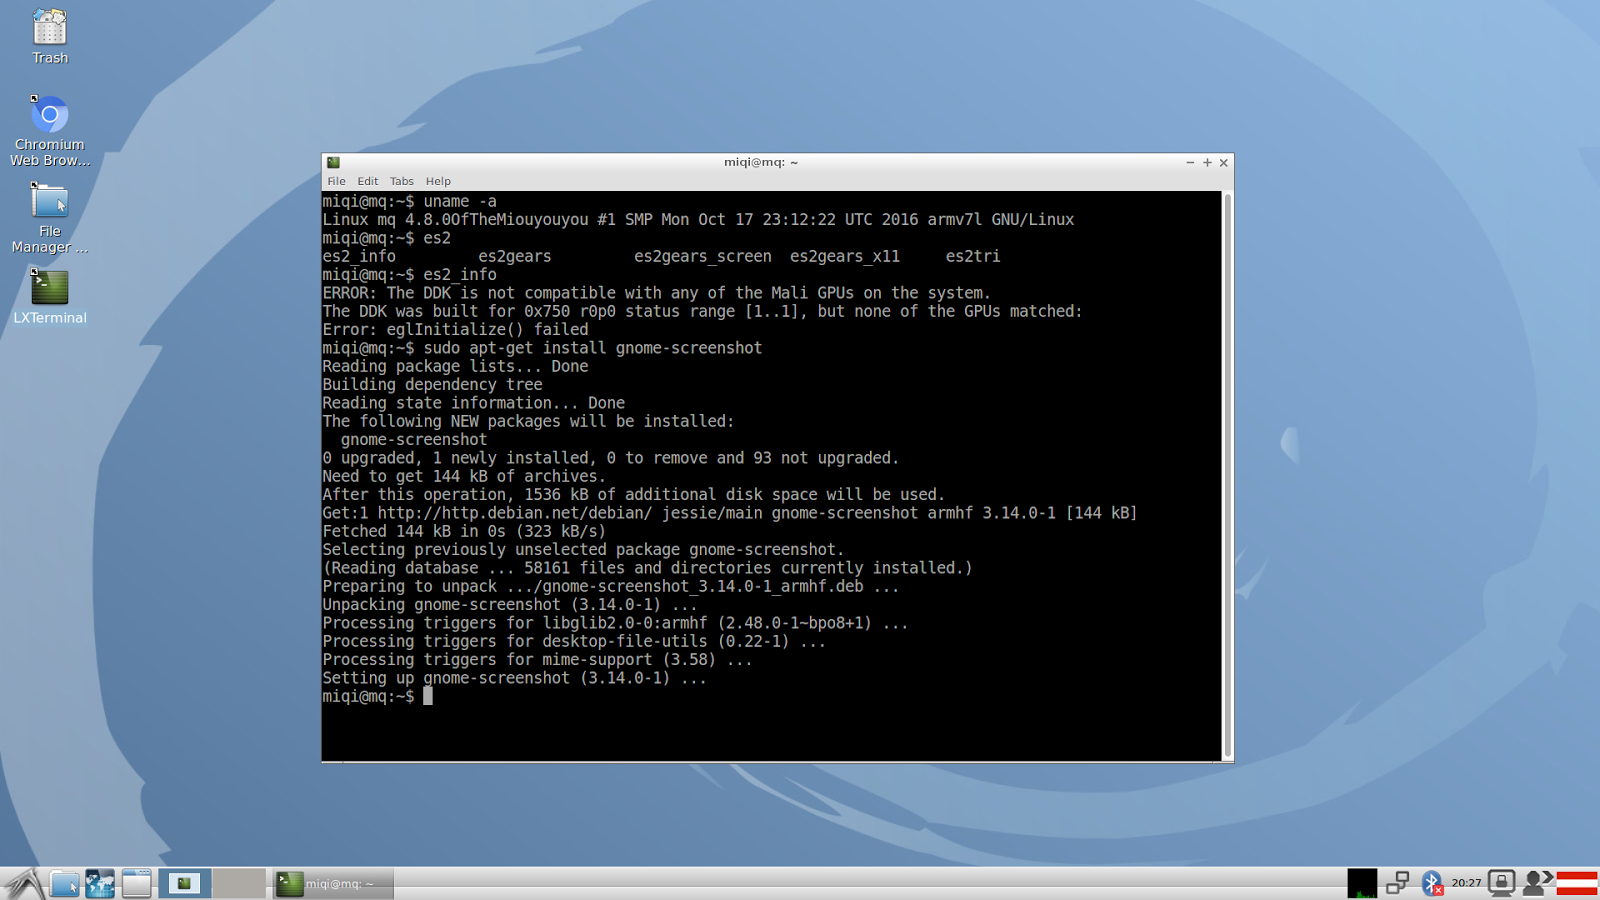 Trash
Chromium
Web Brow...
File
Manager ...
LXTerminal
miqi@mq: ~
File Edit Tabs Help
miqi@mq:~$ uname -a
Linux mq 4.8.0OfTheMiouyouyou #1 SMP Mon Oct 17 23:12:22 UTC 2016 armv7l GNU/Linux
miqi@mq:~$ es2
es2_info es2gears es2gears_screen es2gears_x11 es2tri
miqi@mq:~$ es2_info
ERROR: The DDK is not compatible with any of the Mali GPUs on the system.
The DDK was built for 0x750 r0p0 status range [1..1], but none of the GPUs matched:
Error: eglInitialize() failed
miqi@mq:~$ sudo apt-get install gnome-screenshot
Reading package lists... Done
Building dependency tree
Reading state information... Done
The following NEW packages will be installed:
  gnome-screenshot
0 upgraded, 1 newly installed, 0 to remove and 93 not upgraded.
Need to get 144 kB of archives.
After this operation, 1536 kB of additional disk space will be used.
Get:1 http://http.debian.net/debian/ jessie/main gnome-screenshot armhf 3.14.0-1 [144 kB]
Fetched 144 kB in 0s (323 kB/s)
Selecting previously unselected package gnome-screenshot.
(Reading database ... 58161 files and directories currently installed.)
Preparing to unpack .../gnome-screenshot_3.14.0-1_armhf.deb ...
Unpacking gnome-screenshot (3.14.0-1) ...
Processing triggers for libglib2.0-0:armhf (2.48.0-1~bpo8+1) ...
Processing triggers for desktop-file-utils (0.22-1) ...
Processing triggers for mime-support (3.58) ...
Setting up gnome-screenshot (3.14.0-1) ...
miqi@mq:~$
miqi@mq: ~
20:27